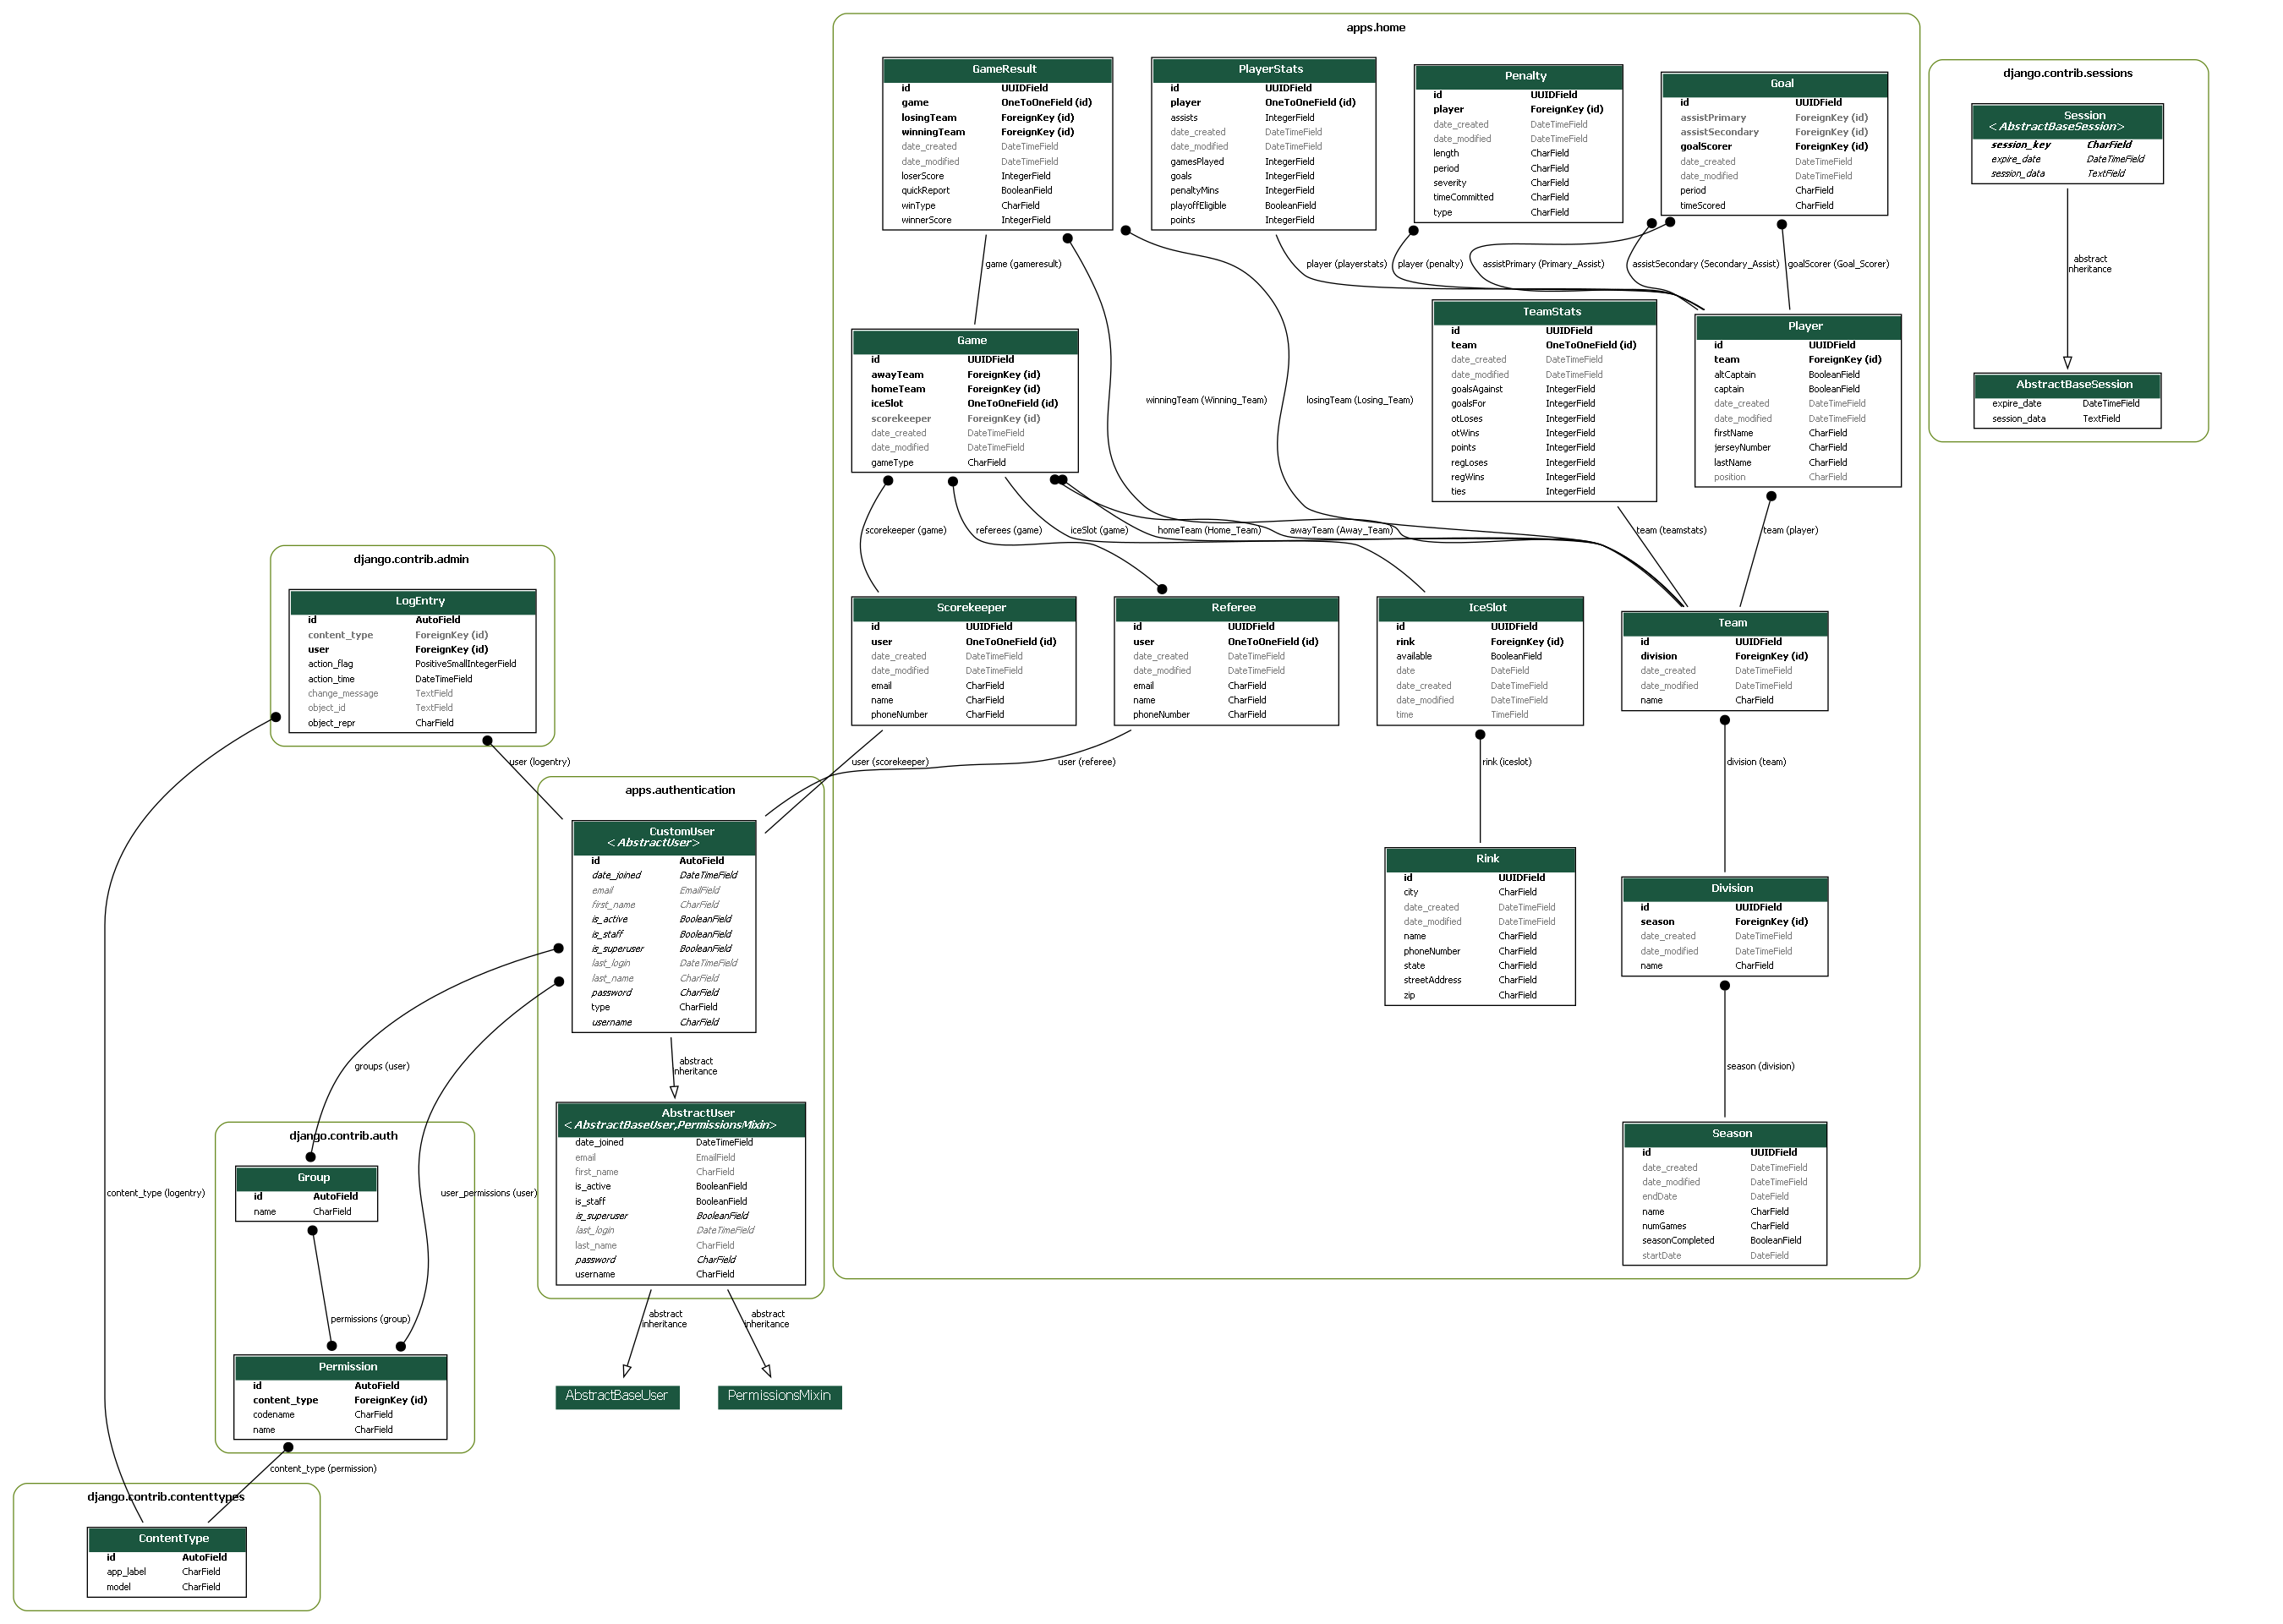 apps.home
GameResult
id UUIDField
game OneToOneField (id)
losingTeam ForeignKey (id)
winningTeam ForeignKey (id)
date_created DateTimeField
date_modified DateTimeField
loserScore IntegerField
quickReport BooleanField
winType CharField
winnerScore IntegerField
PlayerStats
id UUIDField
player OneToOneField (id)
assists IntegerField
date_created DateTimeField
date_modified DateTimeField
gamesPlayed IntegerField
goals IntegerField
penaltyMins IntegerField
playoffEligible BooleanField
points IntegerField
Penalty
id UUIDField
player ForeignKey (id)
date_created DateTimeField
date_modified DateTimeField
length CharField
period CharField
severity CharField
timeCommitted CharField
type CharField
Goal
id UUIDField
assistPrimary ForeignKey (id)
assistSecondary ForeignKey (id)
goalScorer ForeignKey (id)
date_created DateTimeField
date_modified DateTimeField
period CharField
timeScored CharField
django.contrib.sessions
Session
<AbstractBaseSession>
session_key CharField
expire_date DateTimeField
session_data TextField
abstract
inheritance
AbstractBaseSession
expire_date DateTimeField
session_data TextField
game (gameresult)
player (playerstats)
player (penalty)
assistPrimary (Primary_Assist)
assistSecondary (Secondary_Assist)
goalScorer (Goal_Scorer)
Game
id UUIDField
awayTeam ForeignKey (id)
homeTeam ForeignKey (id)
iceSlot OneToOneField (id)
scorekeeper ForeignKey (id)
date_created DateTimeField
date_modified DateTimeField
gameType CharField
winningTeam (Winning_Team)
losingTeam (Losing_Team)
TeamStats
id UUIDField
team OneToOneField (id)
date_created DateTimeField
date_modified DateTimeField
goalsAgainst IntegerField
goalsFor IntegerField
otLoses IntegerField
otWins IntegerField
points IntegerField
regLoses IntegerField
regWins IntegerField
ties IntegerField
Player
id UUIDField
team ForeignKey (id)
altCaptain BooleanField
captain BooleanField
date_created DateTimeField
date_modified DateTimeField
firstName CharField
jerseyNumber CharField
lastName CharField
position CharField
scorekeeper (game)
referees (game)
iceSlot (game)
homeTeam (Home_Team)
awayTeam (Away_Team)
team (teamstats)
team (player)
django.contrib.admin
LogEntry
id AutoField
content_type ForeignKey (id)
user ForeignKey (id)
action_flag PositiveSmallIntegerField
action_time DateTimeField
change_message TextField
object_id TextField
object_repr CharField
Scorekeeper
id UUIDField
user OneToOneField (id)
date_created DateTimeField
date_modified DateTimeField
email CharField
name CharField
phoneNumber CharField
Referee
id UUIDField
user OneToOneField (id)
date_created DateTimeField
date_modified DateTimeField
email CharField
name CharField
phoneNumber CharField
IceSlot
id UUIDField
rink ForeignKey (id)
available BooleanField
date DateField
date_created DateTimeField
date_modified DateTimeField
time TimeField
Team
id UUIDField
division ForeignKey (id)
date_created DateTimeField
date_modified DateTimeField
name CharField
user (logentry)
user (scorekeeper)
user (referee)
rink (iceslot)
division (team)
apps.authentication
CustomUser
<AbstractUser>
id AutoField
date_joined DateTimeField
email EmailField
first_name CharField
is_active BooleanField
is_staff BooleanField
is_superuser BooleanField
last_login DateTimeField
last_name CharField
password CharField
type CharField
username CharField
Rink
id UUIDField
city CharField
date_created DateTimeField
date_modified DateTimeField
name CharField
phoneNumber CharField
state CharField
streetAddress CharField
zip CharField
Division
id UUIDField
season ForeignKey (id)
date_created DateTimeField
date_modified DateTimeField
name CharField
groups (user)
abstract
inheritance
season (division)
AbstractUser
<AbstractBaseUser,PermissionsMixin>
date_joined DateTimeField
email EmailField
first_name CharField
is_active BooleanField
is_staff BooleanField
is_superuser BooleanField
last_login DateTimeField
last_name CharField
password CharField
username CharField
Season
id UUIDField
date_created DateTimeField
date_modified DateTimeField
endDate DateField
name CharField
numGames CharField
seasonCompleted BooleanField
startDate DateField
django.contrib.auth
Group
id AutoField
name CharField
content_type (logentry)
user_permissions (user)
permissions (group)
abstract
inheritance
abstract
inheritance
Permission
id AutoField
content_type ForeignKey (id)
codename CharField
name CharField
AbstractBaseUser
PermissionsMixin
content_type (permission)
django.contrib.contenttypes
ContentType
id AutoField
app_label CharField
model CharField